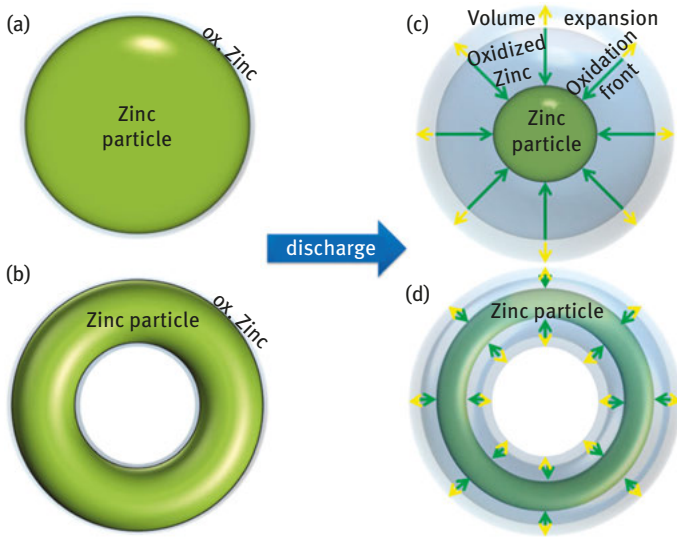 (a)
ox. Zinc
Zinc
particle
(b)
Zinc particle
ox. Zinc
discharge
(c)
Volume expansion
Oxidized
Zinc
Oxidation
front
Zinc
particle
(d)
Zinc particle